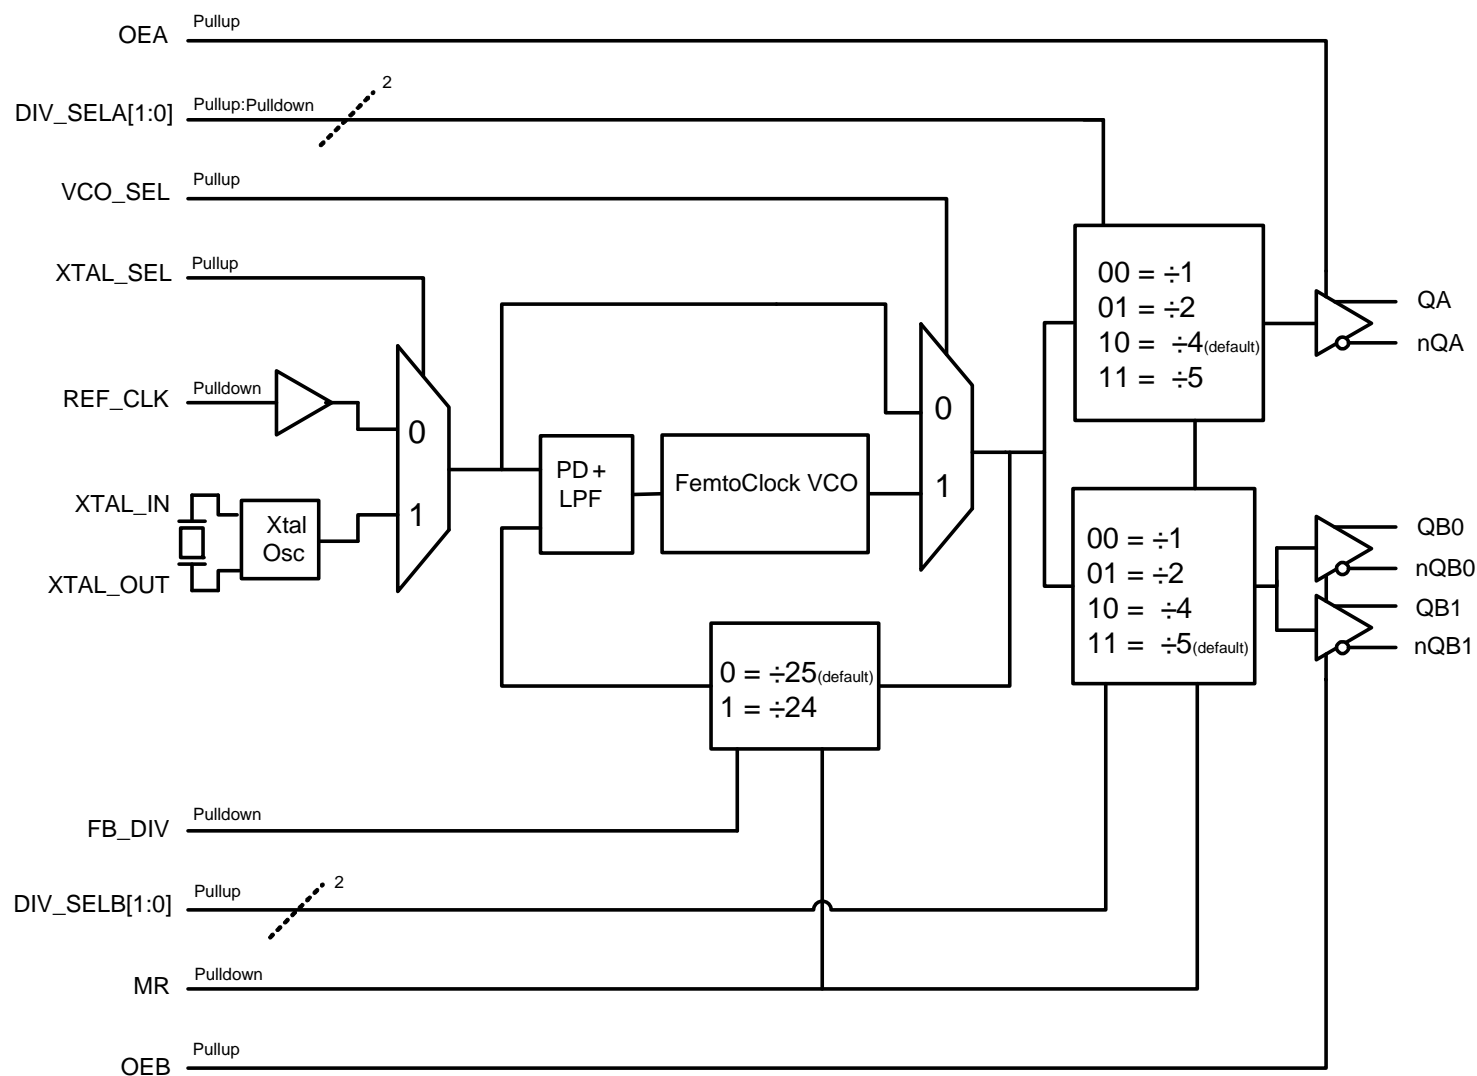 OEA
Pullup
DIV_SELA[1:0]
Pullup:Pulldown
2
VCO_SEL
Pullup
XTAL_SEL
Pullup
REF_CLK
Pulldown
0
1
XTAL_IN
XTAL_OUT
Xtal
Osc
PD +
LPF
FemtoClock VCO
0
1
00 = ÷1
01 = ÷2
10 = ÷4(default)
11 = ÷5
QA
nQA
00 = ÷1
01 = ÷2
10 = ÷4
11 = ÷5(default)
QB0
nQB0
QB1
nQB1
0 = ÷25(default)
1 = ÷24
FB_DIV
Pulldown
DIV_SELB[1:0]
Pullup
2
MR
Pulldown
OEB
Pullup